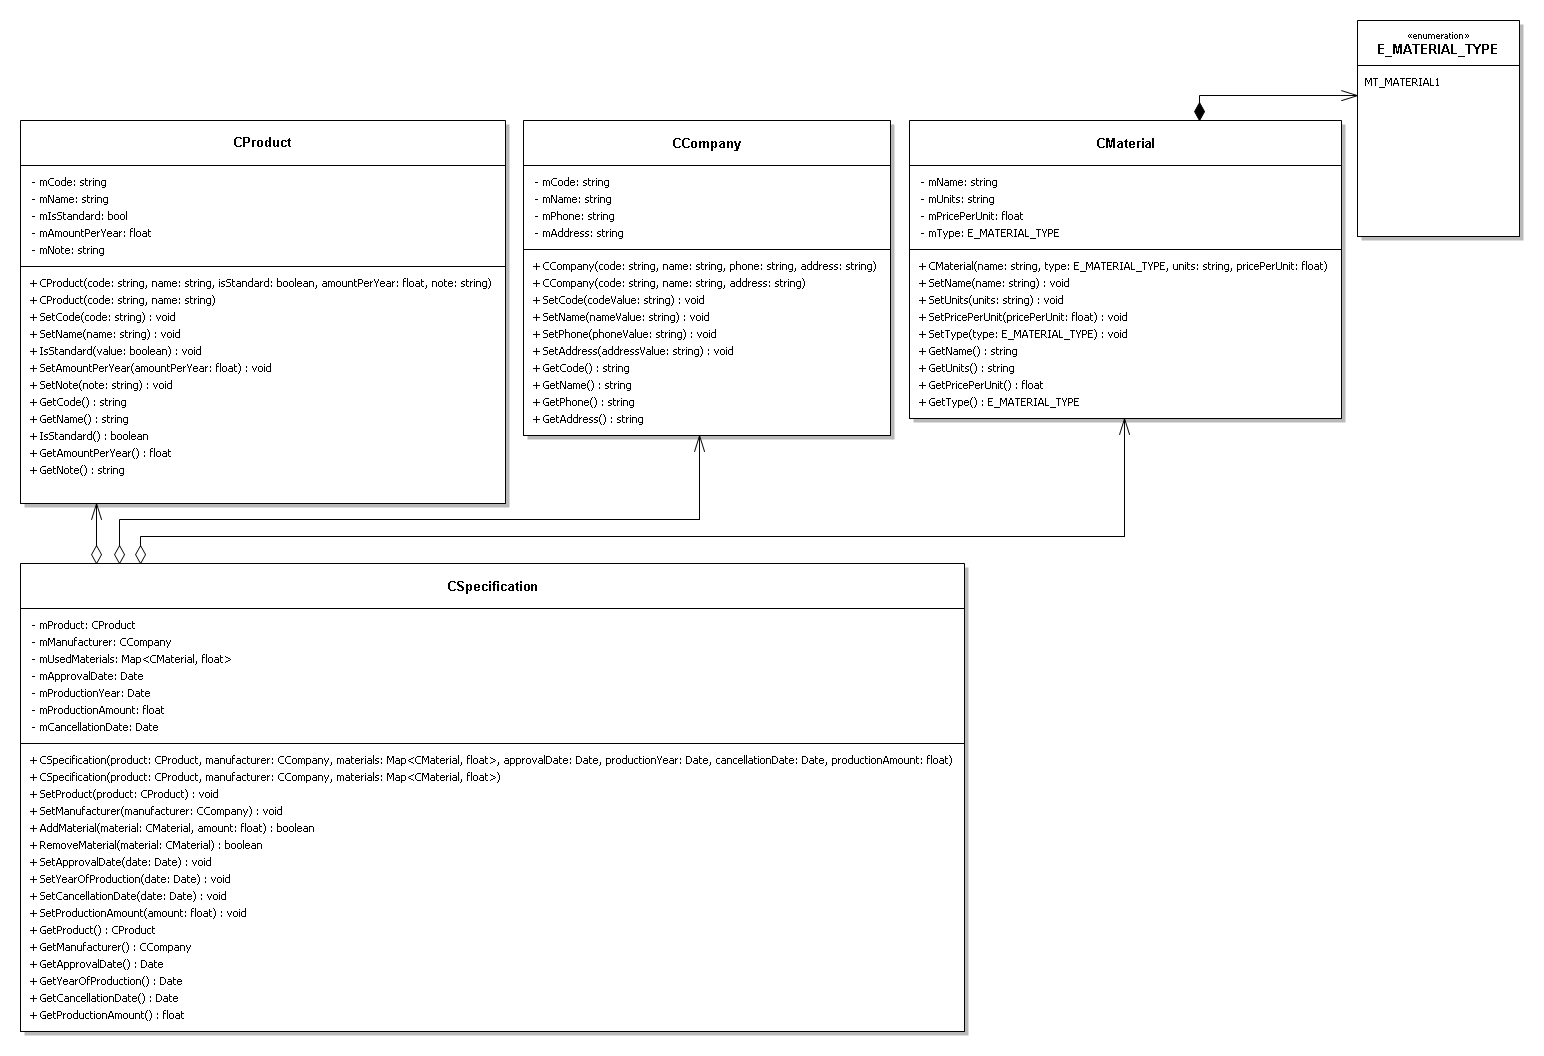 «enumeration»
E_MATERIAL_TYPE
MT_MATERIAL1
CProduct
- mCode: string
- mName: string
- mIsStandard: bool
- mAmountPerYear: float
- mNote: string
+ CProduct(code: string, name: string, isStandard: boolean, amountPerYear: float, note: string)
+ CProduct(code: string, name: string)
+ SetCode(code: string) : void
+ SetName(name: string) : void
+ IsStandard(value: boolean) : void
+ SetAmountPerYear(amountPerYear: float) : void
+ SetNote(note: string) : void
+ GetCode() : string
+ GetName() : string
+ IsStandard() : boolean
+ GetAmountPerYear() : float
+ GetNote() : string
CCompany
- mCode: string
- mName: string
- mPhone: string
- mAddress: string
+ CCompany(code: string, name: string, phone: string, address: string)
+ CCompany(code: string, name: string, address: string)
+ SetCode(codeValue: string) : void
+ SetName(nameValue: string) : void
+ SetPhone(phoneValue: string) : void
+ SetAddress(addressValue: string) : void
+ GetCode() : string
+ GetName() : string
+ GetPhone() : string
+ GetAddress() : string
CMaterial
- mName: string
- mUnits: string
- mPricePerUnit: float
- mType: E_MATERIAL_TYPE
+ CMaterial(name: string, type: E_MATERIAL_TYPE, units: string, pricePerUnit: float)
+ SetName(name: string) : void
+ SetUnits(units: string) : void
+ SetPricePerUnit(pricePerUnit: float) : void
+ SetType(type: E_MATERIAL_TYPE) : void
+ GetName() : string
+ GetUnits() : string
+ GetPricePerUnit() : float
+ GetType() : E_MATERIAL_TYPE
CSpecification
- mProduct: CProduct
- mManufacturer: CCompany
- mUsedMaterials: Map<CMaterial, float>
- mApprovalDate: Date
- mProductionYear: Date
- mProductionAmount: float
- mCancellationDate: Date
+ CSpecification(product: CProduct, manufacturer: CCompany, materials: Map<CMaterial, float>, approvalDate: Date, productionYear: Date, cancellationDate: Date, productionAmount: float)
+ CSpecification(product: CProduct, manufacturer: CCompany, materials: Map<CMaterial, float>)
+ SetProduct(product: CProduct) : void
+ SetManufacturer(manufacturer: CCompany) : void
+ AddMaterial(material: CMaterial, amount: float) : boolean
+ RemoveMaterial(material: CMaterial) : boolean
+ SetApprovalDate(date: Date) : void
+ SetYearOfProduction(date: Date) : void
+ SetCancellationDate(date: Date) : void
+ SetProductionAmount(amount: float) : void
+ GetProduct() : CProduct
+ GetManufacturer() : CCompany
+ GetApprovalDate() : Date
+ GetYearOfProduction() : Date
+ GetCancellationDate() : Date
+ GetProductionAmount() : float